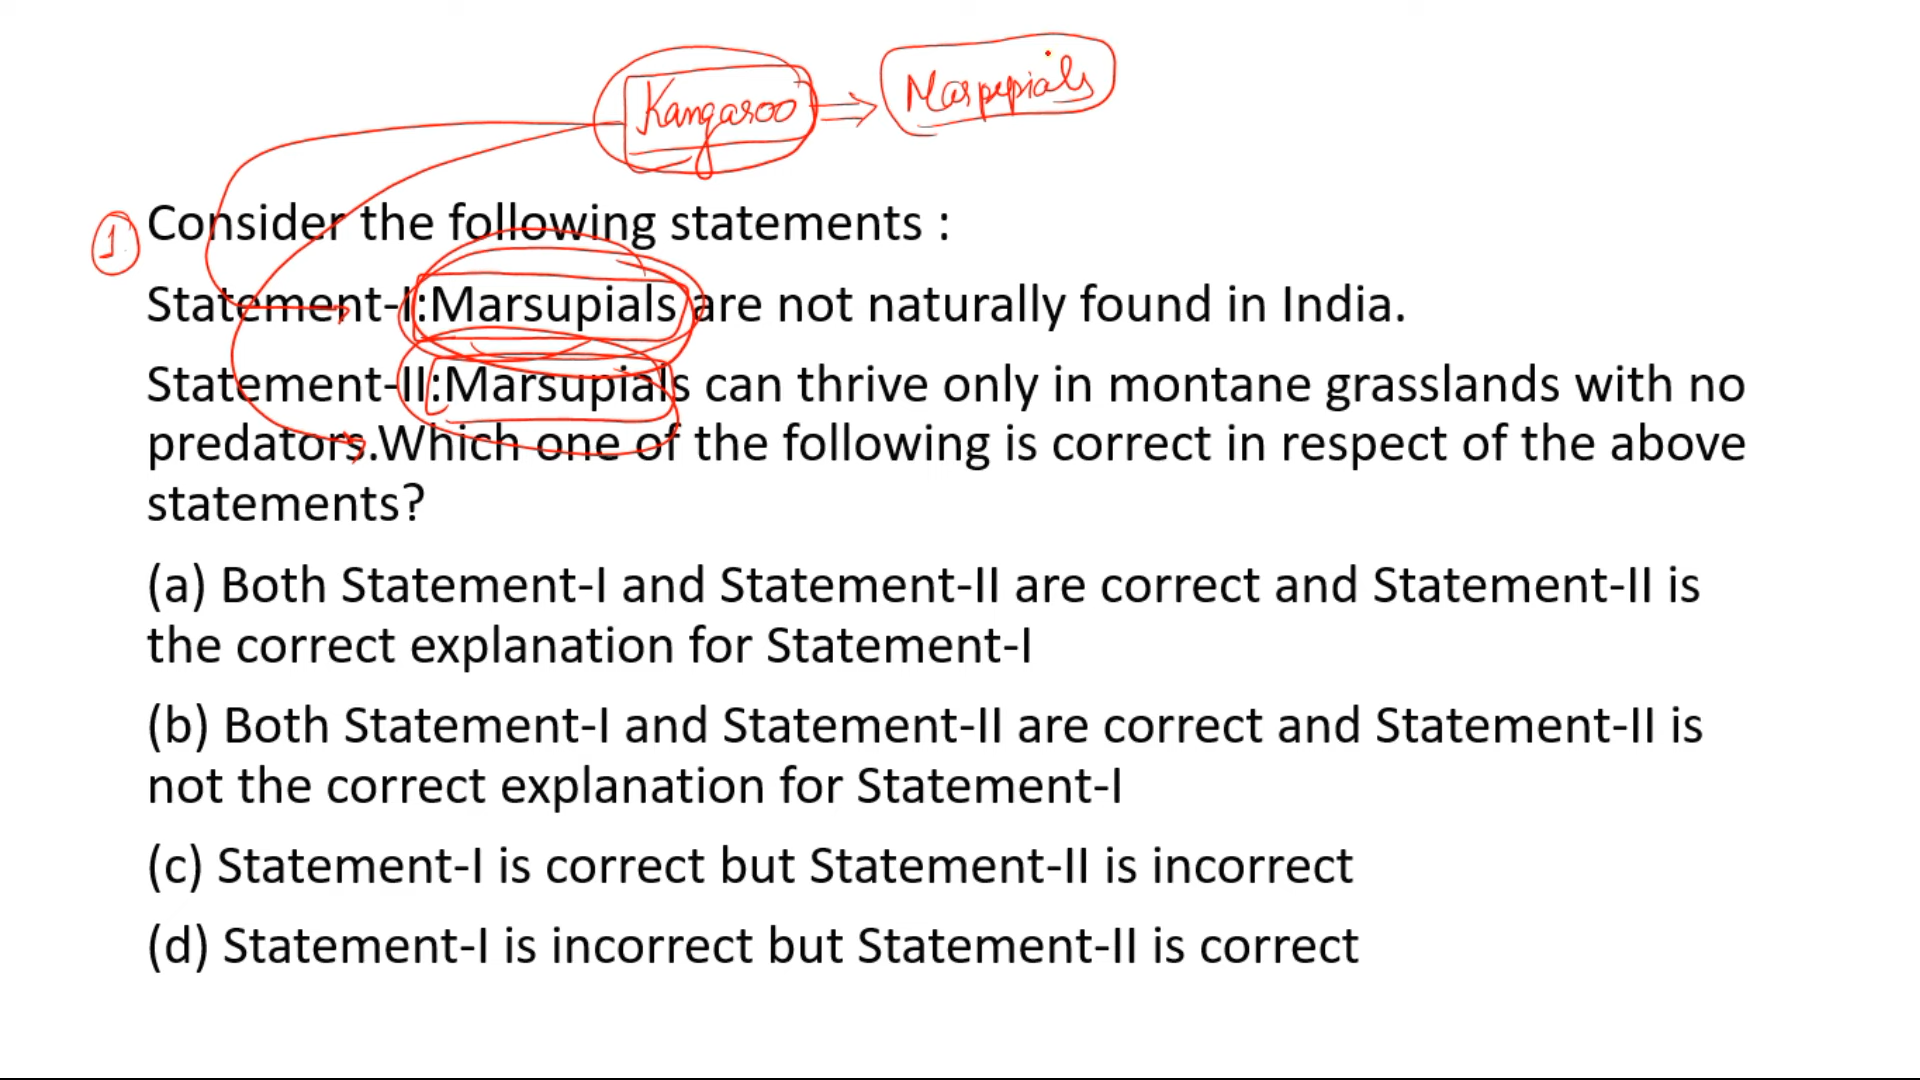 Kangaroo ⇒ Marpupials
1 Consider the following statements :
Statement-I:Marsupials are not naturally found in India.
Statement-II:Marsupials can thrive only in montane grasslands with no
predators.Which one of the following is correct in respect of the above
statements?
(a) Both Statement-I and Statement-II are correct and Statement-II is
the correct explanation for Statement-I
(b) Both Statement-I and Statement-II are correct and Statement-II is
not the correct explanation for Statement-I
(c) Statement-I is correct but Statement-II is incorrect
(d) Statement-I is incorrect but Statement-II is correct